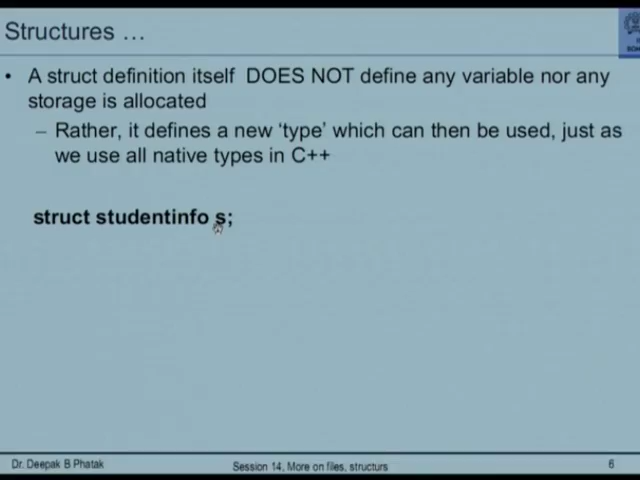 Structures …
• A struct definition itself DOES NOT define any variable nor any
storage is allocated
– Rather, it defines a new ‘type’ which can then be used, just as
we use all native types in C++
struct studentinfo s;
Dr. Deepak B Phatak
Session 14, More on files, structurs
6